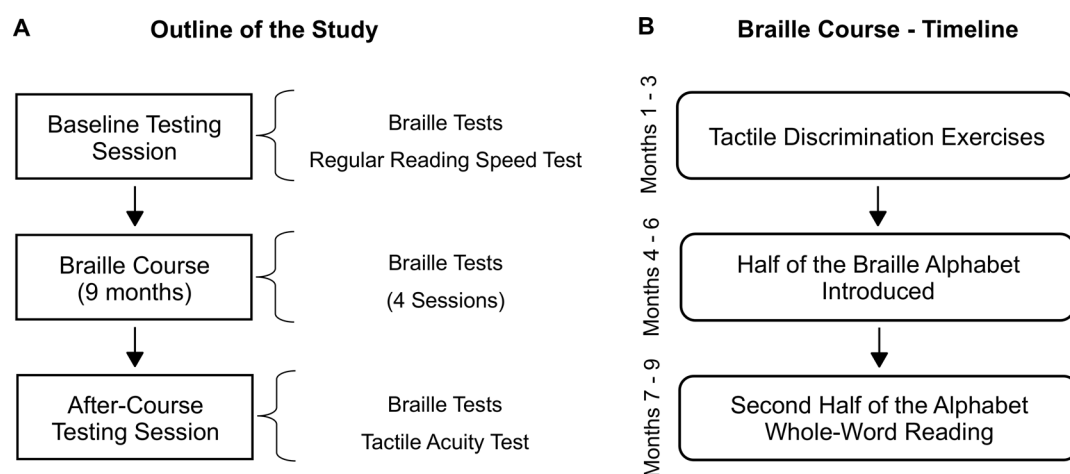 A
Outline of the Study
Baseline Testing
Session
Braille Tests
Regular Reading Speed Test
Braille Course
(9 months)
Braille Tests
(4 Sessions)
After-Course
Testing Session
Braille Tests
Tactile Acuity Test
B
Braille Course - Timeline
Months 1 - 3
Tactile Discrimination Exercises
Months 4 - 6
Half of the Braille Alphabet
Introduced
Months 7 - 9
Second Half of the Alphabet
Whole-Word Reading